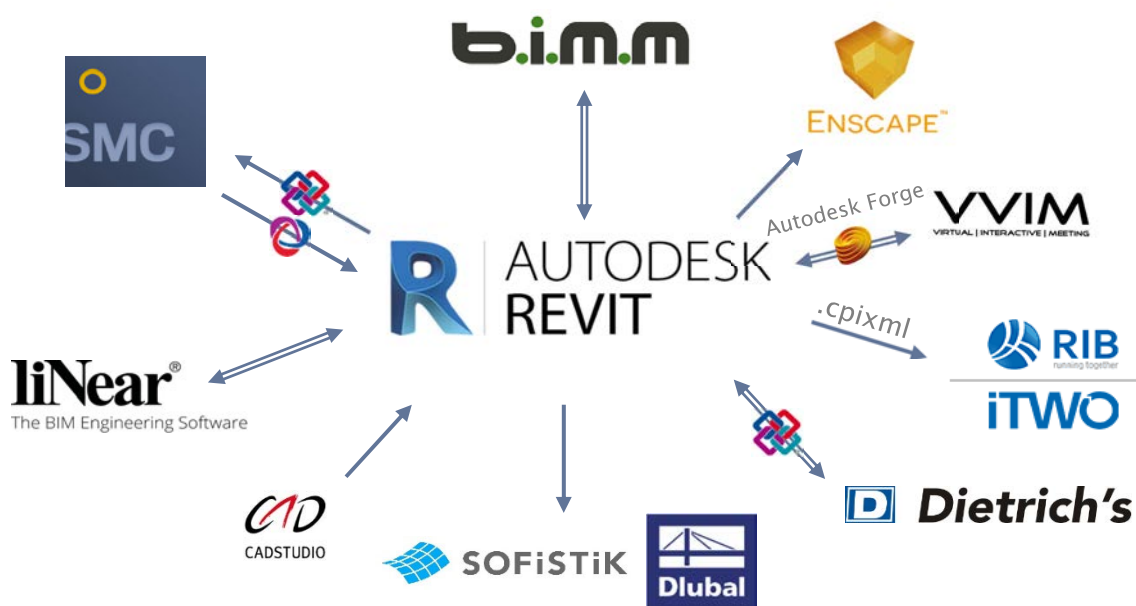 b.i.m.m
SMC
ENSCAPE™
Autodesk Forge
VVIM
VIRTUAL | INTERACTIVE | MEETING
AUTODESK
REVIT
.cpixml
RIB
running together
iTWO
liNear®
The BIM Engineering Software
Dietrich's
CAD
CADSTUDIO
SOFiSTiK
Dlubal